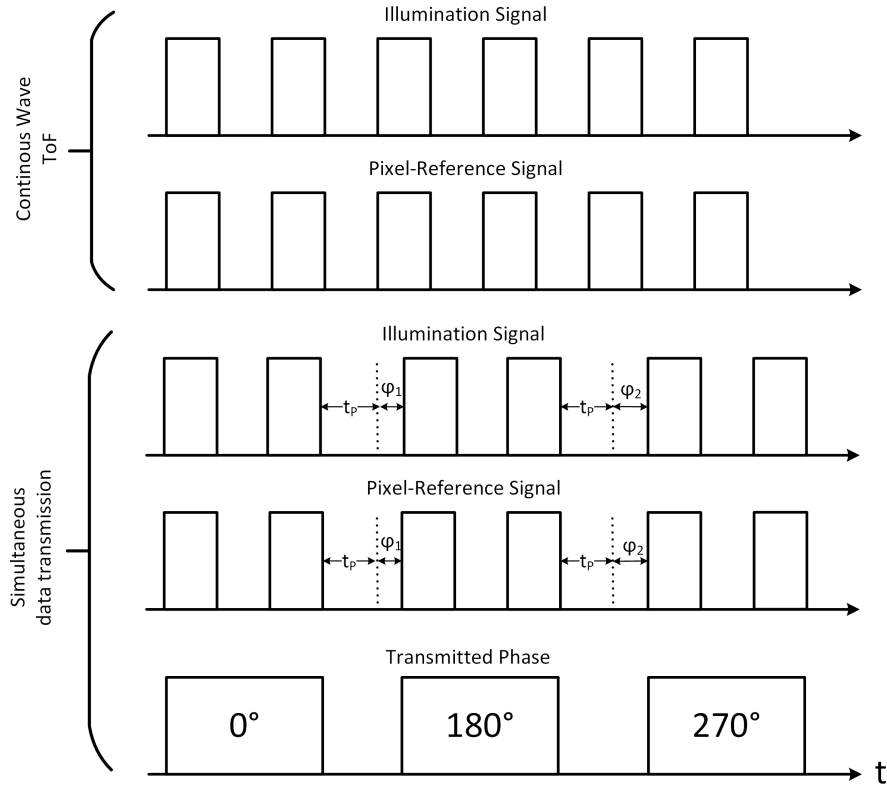 Illumination Signal
Continous Wave
ToF
Pixel-Reference Signal
Illumination Signal
tP φ1 tP φ2
Simultaneous
data transmission
Pixel-Reference Signal
tP φ1 tP φ2
Transmitted Phase
0° 180° 270°
t